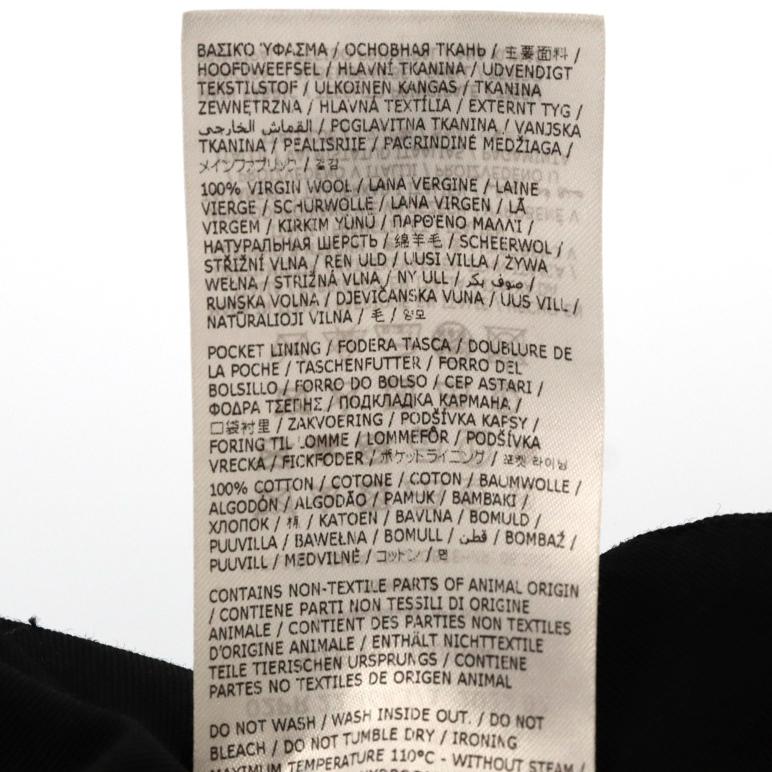 ΒΑΣΙΚΌ ΎΦΑΣΜΑ / ОСНОВНАЯ ТКАНЬ / 主要面料 /
HOOFDWEEFSEL / HLAVNÍ TKANINA / UDVENDIGT
TEKSTILSTOF / ULKOINEN KANGAS / TKANINA
ZEWNĘTRZNA / HLAVNÁ TEXTÍLIA / EXTERNT TYG /
القماش الخارجي / POGLAVITNA TKANINA / VANJSKA
TKANINA / PEALISRIIE / PAGRINDINĖ MEDŽIAGA /
メインファブリック / 겉감
100% VIRGIN WOOL / LANA VERGINE / LAINE
VIERGE / SCHURWOLLE / LANA VIRGEN / LÃ
VIRGEM / KIRKIM YÜNÜ / ΠΑΡΘΈΝΟ ΜΑΛΛΊ /
НАТУРАЛЬНАЯ ШЕРСТЬ / 绵羊毛 / SCHEERWOL /
STŘIŽNÍ VLNA / REN ULD / UUSI VILLA / ŻYWA
WEŁNA / STRIŽNÁ VLNA / NY ULL / صوف بكر /
RUNSKA VOLNA / DJEVIČANSKA VUNA / UUS VILL /
NATŪRALIOJI VILNA / 毛 / 양모
POCKET LINING / FODERA TASCA / DOUBLURE DE
LA POCHE / TASCHENFUTTER / FORRO DEL
BOLSILLO / FORRO DO BOLSO / CEP ASTARI /
ΦΌΔΡΑ ΤΣΈΠΗΣ / ПОДКЛАДКА КАРМАНА /
口袋衬里 / ZAKVOERING / PODŠÍVKA KAPSY /
FORING TIL LOMME / LOMMEFÔR / PODŠÍVKA
VRECKA / FICKFODER / ポケットライニング / 포켓 라이닝
100% COTTON / COTONE / COTON / BAUMWOLLE /
ALGODÓN / ALGODÃO / PAMUK / ΒΑΜΒΆΚΙ /
ХЛОПОК / 棉 / KATOEN / BAVLNA / BOMULD /
PUUVILLA / BAWEŁNA / BOMULL / قطن / BOMBAŽ /
PUUVILL / MEDVILNĖ / コットン / 면
CONTAINS NON-TEXTILE PARTS OF ANIMAL ORIGIN
/ CONTIENE PARTI NON TESSILI DI ORIGINE
ANIMALE / CONTIENT DES PARTIES NON TEXTILES
D'ORIGINE ANIMALE / ENTHÄLT NICHTTEXTILE
TEILE TIERISCHEN URSPRUNGS / CONTIENE
PARTES NO TEXTILES DE ORIGEN ANIMAL
DO NOT WASH / WASH INSIDE OUT. / DO NOT
BLEACH / DO NOT TUMBLE DRY / IRONING
MAXIMUM TEMPERATURE 110°C - WITHOUT STEAM /